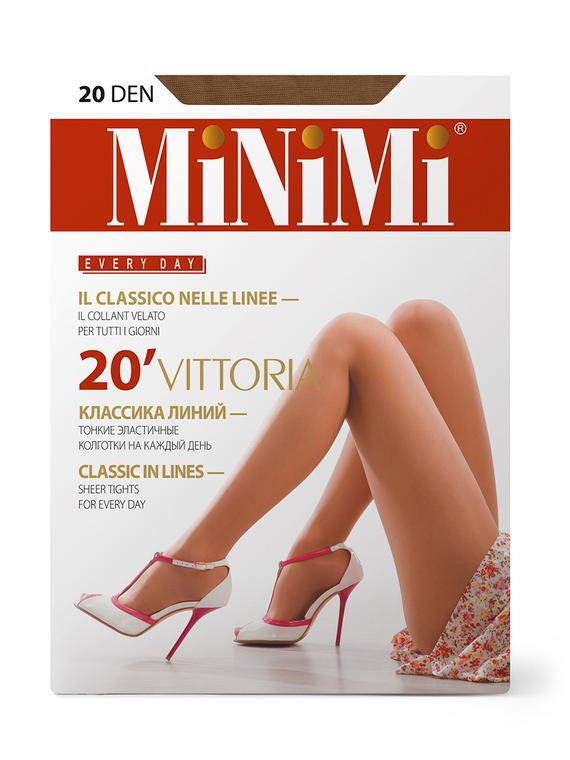 20 DEN
MiNiMi®
EVERY DAY
IL CLASSICO NELLE LINEE —
IL COLLANT VELATO
PER TUTTI I GIORNI
20’ VITTORIA
КЛАССИКА ЛИНИЙ —
ТОНКИЕ ЭЛАСТИЧНЫЕ
КОЛГОТКИ НА КАЖДЫЙ ДЕНЬ
CLASSIC IN LINES —
SHEER TIGHTS
FOR EVERY DAY